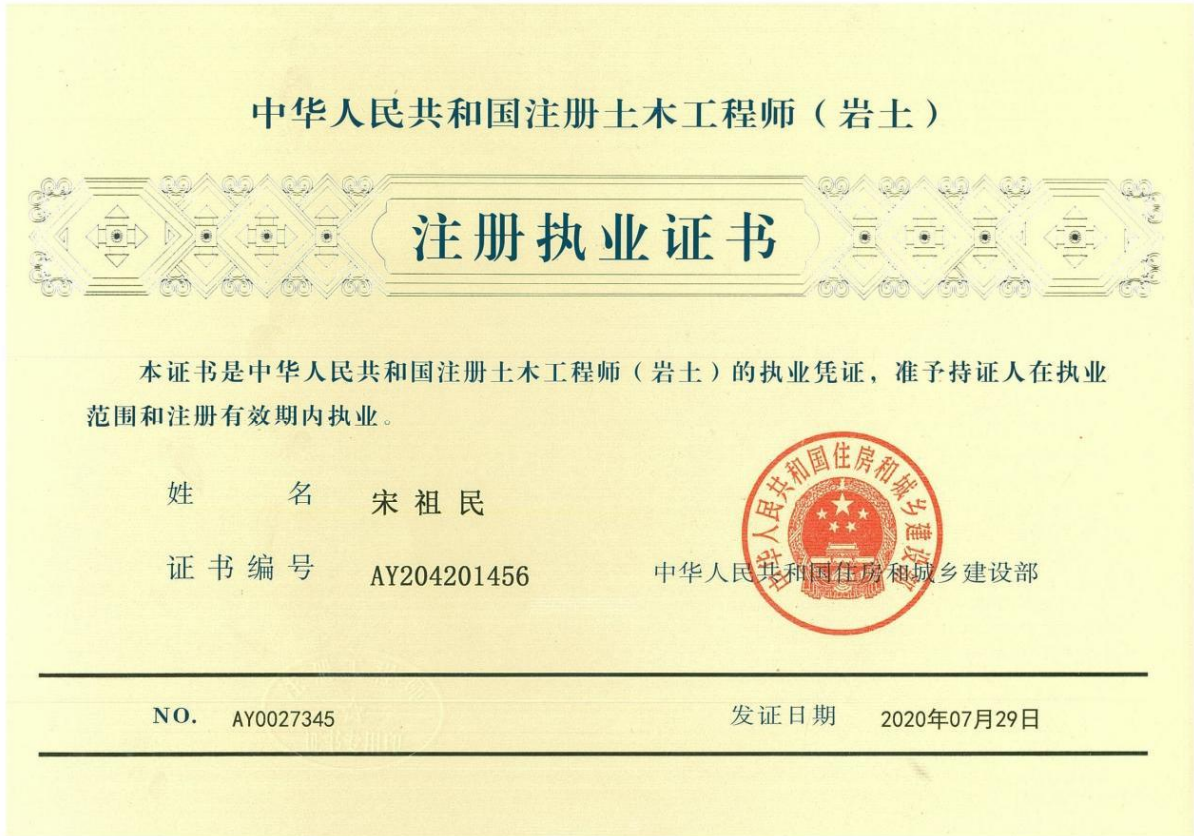 中华人民共和国注册土木工程师（岩土）
注册执业证书
本证书是中华人民共和国注册土木工程师（岩土）的执业凭证，准予持证人在执业
范围和注册有效期内执业。
姓 名 宋祖民
中华人民共和国住房和城乡建设部
证书编号 AY204201456 中华人民共和国住房和城乡建设部
NO. AY0027345 发证日期 2020年07月29日